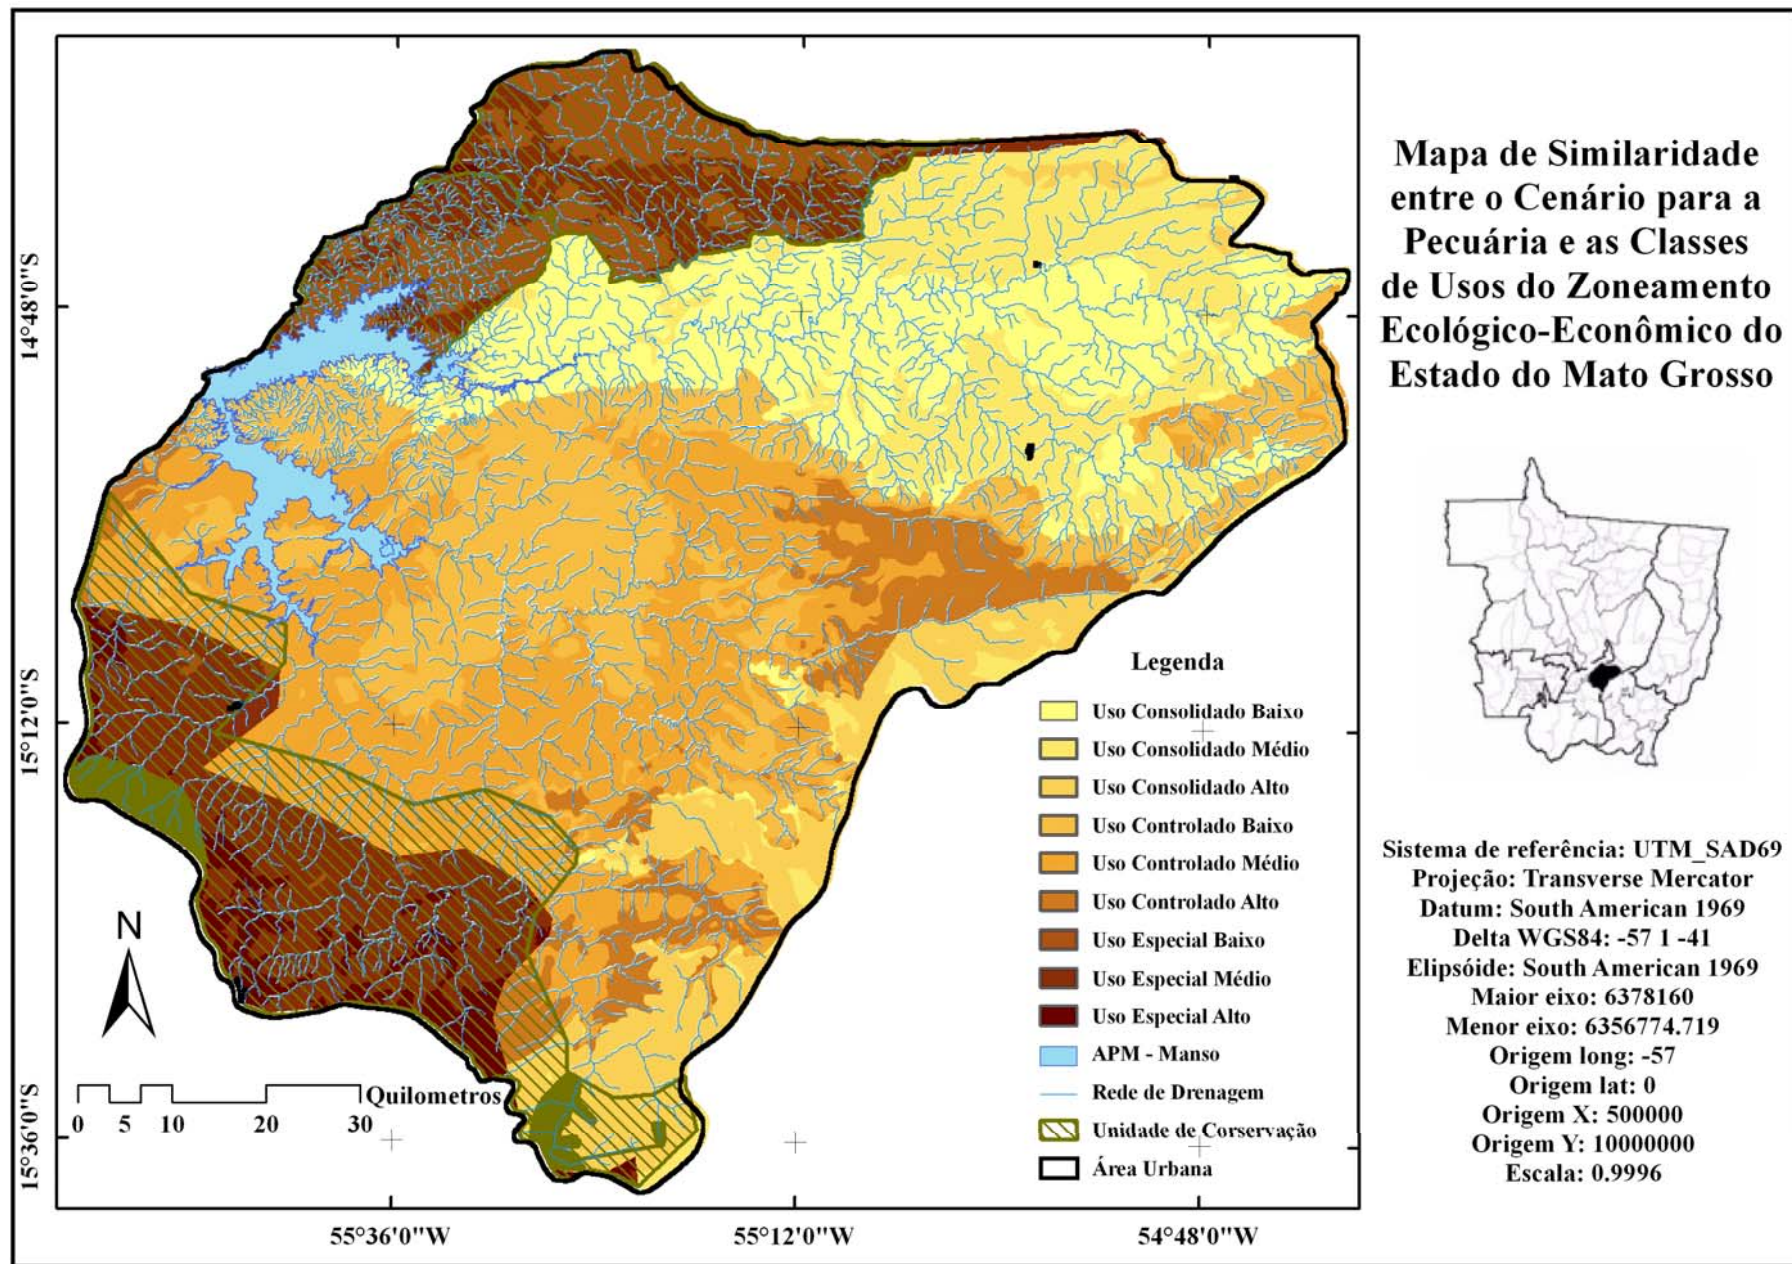 Mapa de Similaridade
entre o Cenário para a
Pecuária e as Classes
de Usos do Zoneamento
Ecológico-Econômico do
Estado do Mato Grosso
14°48'0"S
15°12'0"S
15°36'0"S
55°36'0"W
55°12'0"W
54°48'0"W
N
Quilometros
0 5 10 20 30
Legenda
Uso Consolidado Baixo
Uso Consolidado Médio
Uso Consolidado Alto
Uso Controlado Baixo
Uso Controlado Médio
Uso Controlado Alto
Uso Especial Baixo
Uso Especial Médio
Uso Especial Alto
APM - Manso
Rede de Drenagem
Unidade de Corservação
Área Urbana
Sistema de referência: UTM_SAD69
Projeção: Transverse Mercator
Datum: South American 1969
Delta WGS84: -57 1 -41
Elipsóide: South American 1969
Maior eixo: 6378160
Menor eixo: 6356774.719
Origem long: -57
Origem lat: 0
Origem X: 500000
Origem Y: 10000000
Escala: 0.9996